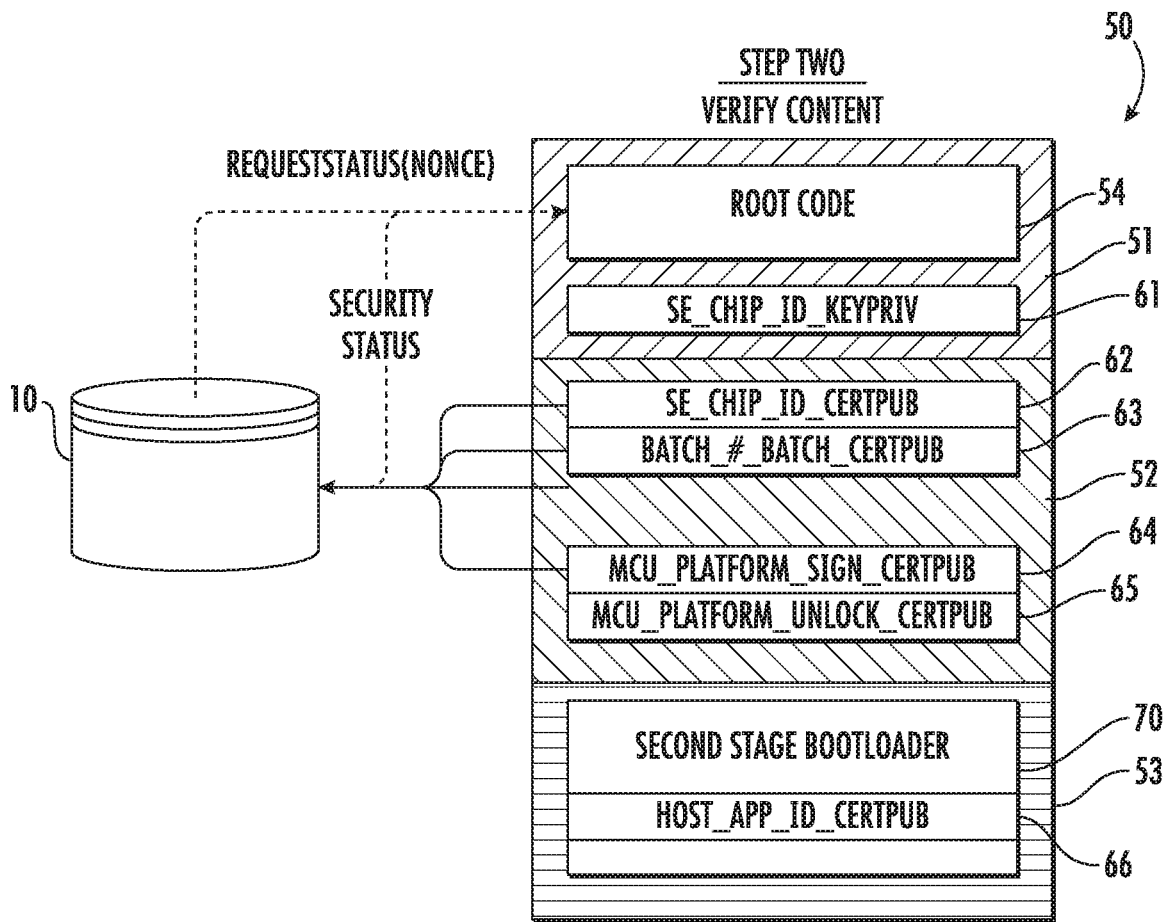 50
STEP TWO
VERIFY CONTENT
REQUESTSTATUS(NONCE)
ROOT CODE
54
51
SECURITY
STATUS
SE_CHIP_ID_KEYPRIV
61
62
10
SE_CHIP_ID_CERTPUB
63
BATCH_#_BATCH_CERTPUB
52
64
MCU_PLATFORM_SIGN_CERTPUB
65
MCU_PLATFORM_UNLOCK_CERTPUB
70
SECOND STAGE BOOTLOADER
53
HOST_APP_ID_CERTPUB
66